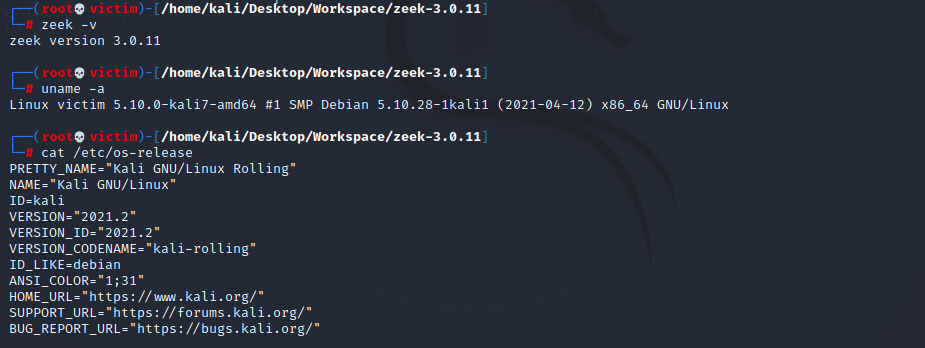 ┌──(root💀victim)-[/home/kali/Desktop/Workspace/zeek-3.0.11]
└─# zeek -v
zeek version 3.0.11
┌──(root💀victim)-[/home/kali/Desktop/Workspace/zeek-3.0.11]
└─# uname -a
Linux victim 5.10.0-kali7-amd64 #1 SMP Debian 5.10.28-1kali1 (2021-04-12) x86_64 GNU/Linux
┌──(root💀victim)-[/home/kali/Desktop/Workspace/zeek-3.0.11]
└─# cat /etc/os-release
PRETTY_NAME="Kali GNU/Linux Rolling"
NAME="Kali GNU/Linux"
ID=kali
VERSION="2021.2"
VERSION_ID="2021.2"
VERSION_CODENAME="kali-rolling"
ID_LIKE=debian
ANSI_COLOR="1;31"
HOME_URL="https://www.kali.org/"
SUPPORT_URL="https://forums.kali.org/"
BUG_REPORT_URL="https://bugs.kali.org/"